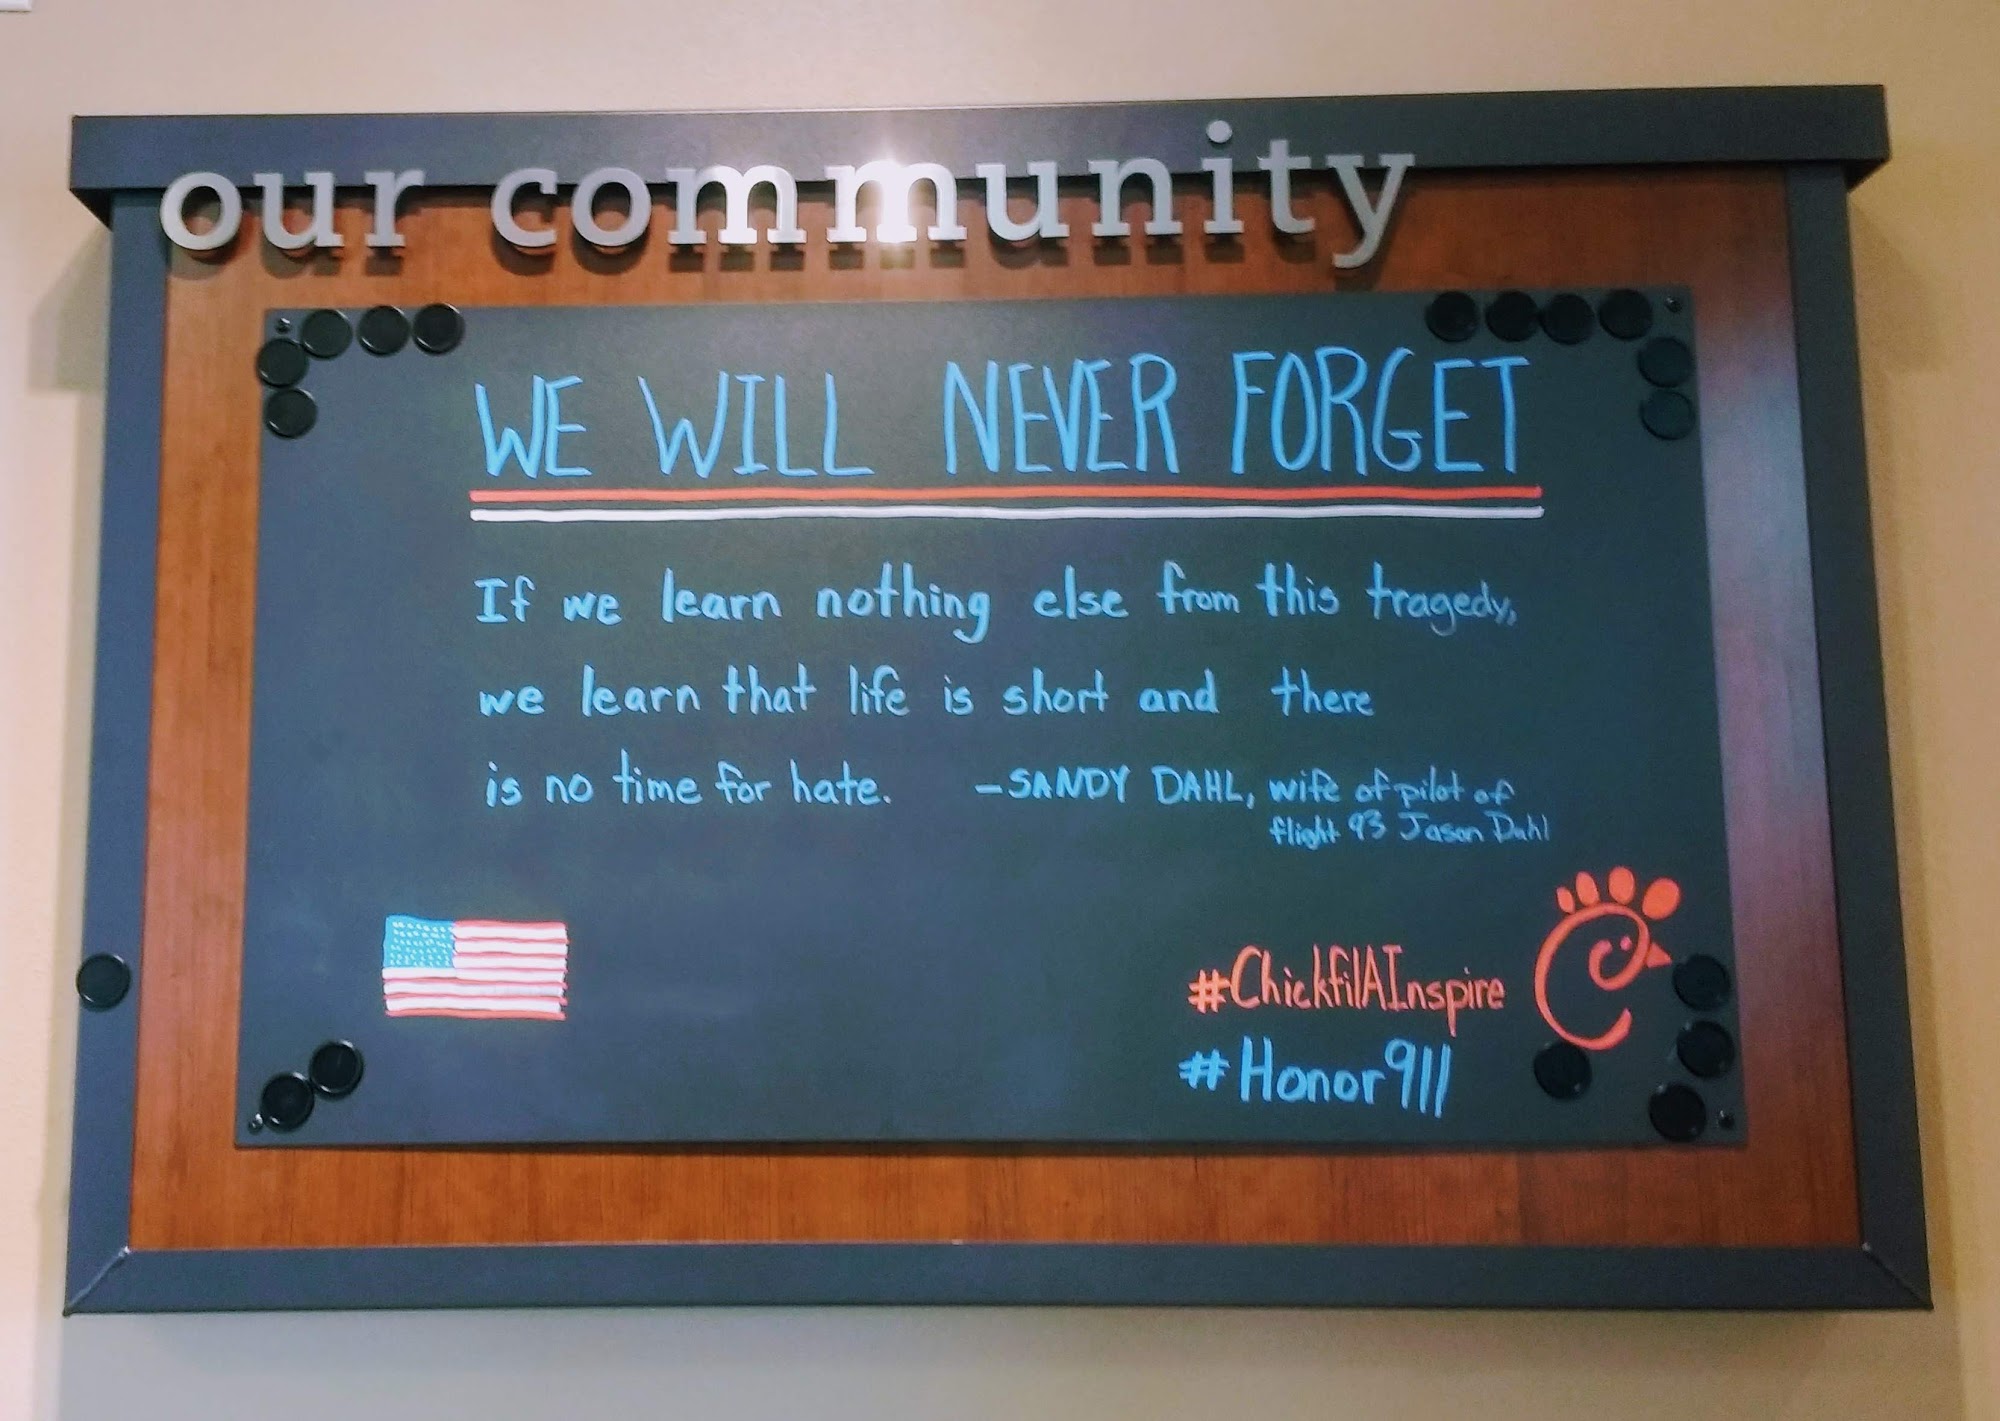 our community
WE WILL NEVER FORGET
If we learn nothing else from this tragedy,
we learn that life is short and there
is no time for hate. –SANDY DAHL, wife of pilot of
flight 93 Jason Dahl
#ChickfilAInspire
#Honor911